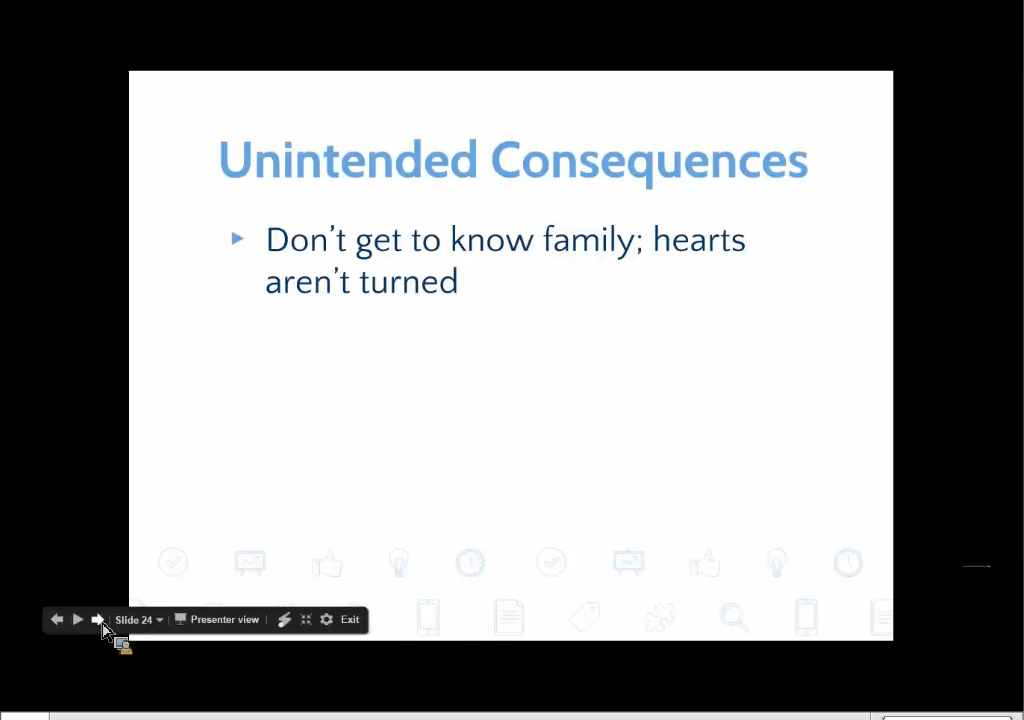 Unintended Consequences
Don't get to know family; hearts
aren't turned
Slide 24 Presenter view Exit